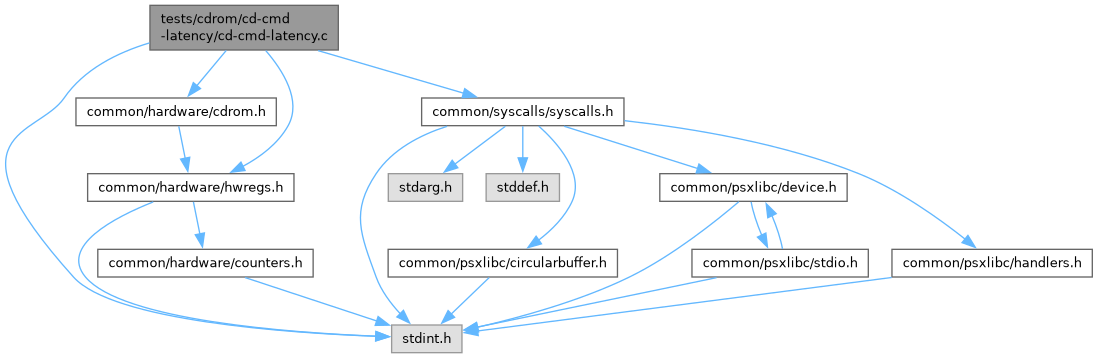 tests/cdrom/cd-cmd
-latency/cd-cmd-latency.c
common/hardware/cdrom.h
common/syscalls/syscalls.h
common/hardware/hwregs.h
stdarg.h
stddef.h
common/psxlibc/device.h
common/hardware/counters.h
common/psxlibc/circularbuffer.h
common/psxlibc/stdio.h
common/psxlibc/handlers.h
stdint.h